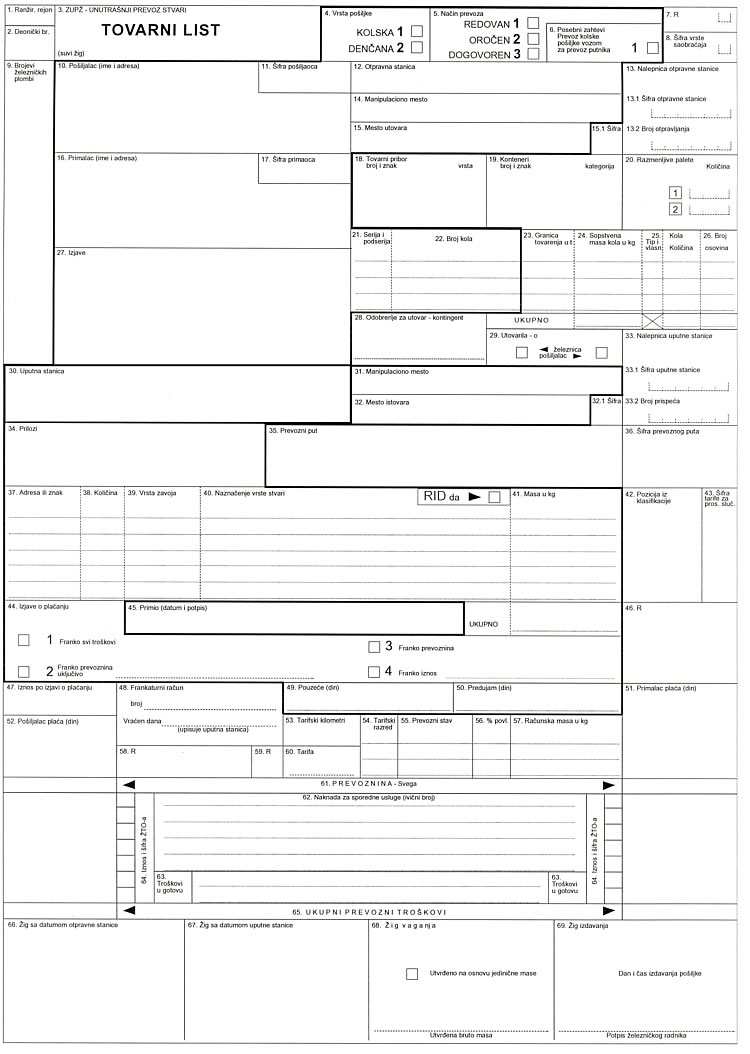 1. Ranžir. rejon
2. Deonički br.
3. ZUPŽ - UNUTRAŠNJI PREVOZ STVARI
TOVARNI LIST
(suvi žig)
4. Vrsta pošiljke
KOLSKA 1
DENČANA 2
5. Način prevoza
REDOVAN 1
OROČEN 2
DOGOVOREN 3
6. Posebni zahtevi
Prevoz kolske
pošiljke vozom
za prevoz putnika
1
7. R
8. Šifra vrste
saobraćaja
9. Brojevi
železničkih
plombi
10. Pošiljalac (ime i adresa)
11. Šifra pošiljaoca
12. Otpravna stanica
13. Nalepnica otpravne stanice
14. Manipulaciono mesto
13.1 Šifra otpravne stanice
15. Mesto utovara
15.1 Šifra
13.2 Broj otpravljanja
16. Primalac (ime i adresa)
17. Šifra primaoca
18. Tovarni pribor
broj i znak
vrsta
19. Konteneri
broj i znak
kategorija
20. Razmenljive palete
Količina
1
2
21. Serija i
podserija
22. Broj kola
23. Granica
tovarenja u t
24. Sopstvena
masa kola u kg
25.
Tip i
vlasn.
Kola
Količina
26. Broj
osovina
27. Izjave
28. Odobrenje za utovar - kontingent
UKUPNO
29. Utovarila - o
železnica
pošiljalac
33. Nalepnica uputne stanice
30. Uputna stanica
31. Manipulaciono mesto
33.1 Šifra uputne stanice
32. Mesto istovara
32.1 Šifra
33.2 Broj prispeća
34. Prilozi
35. Prevozni put
36. Šifra prevoznog puta
37. Adresa ili znak
38. Količina
39. Vrsta zavoja
40. Naznačenje vrste stvari
RID da
41. Masa u kg
42. Pozicija iz
klasifikacije
43. Šifra
tarife za
pros. sluč.
44. Izjave o plaćanju
45. Primio (datum i potpis)
UKUPNO
46. R
1 Franko svi troškovi
3 Franko prevoznina
2 Franko prevoznina
uključivo
4 Franko iznos
47. Iznos po izjavi o plaćanju
48. Frankaturni račun
broj
Vraćen dana
(upisuje uputna stanica)
49. Pouzeće (din)
50. Predujam (din)
51. Primalac plaća (din)
52. Pošiljalac plaća (din)
53. Tarifski kilometri
54. Tarifski
razred
55. Prevozni stav
56. % povl.
57. Računska masa u kg
58. R
59. R
60. Tarifa
61. PREVOZNINA - Svega
62. Naknada za sporedne usluge (ivični broj)
64. Iznos i šifra ŽTO-a
64. Iznos i šifra ŽTO-a
63.
Troškovi
u gotovu
63.
Troškovi
u gotovu
65. UKUPNI PREVOZNI TROŠKOVI
66. Žig sa datumom otpravne stanice
67. Žig sa datumom uputne stanice
68. Žig vaganja
69. Žig izdavanja
Utvrđeno na osnovu jedinične mase
Dan i čas izdavanja pošiljke
Utvrđena bruto masa
Potpis železničkog radnika